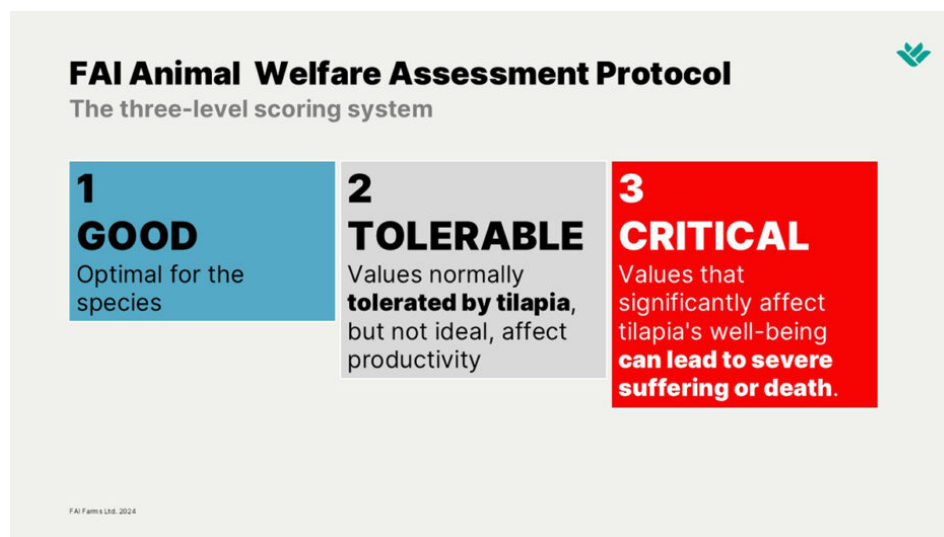 FAI Animal Welfare Assessment Protocol
The three-level scoring system
1
GOOD
Optimal for the
species
2
TOLERABLE
Values normally
tolerated by tilapia,
but not ideal, affect
productivity
3
CRITICAL
Values that
significantly affect
tilapia's well-being
can lead to severe
suffering or death.
FAI Farms Ltd. 2024